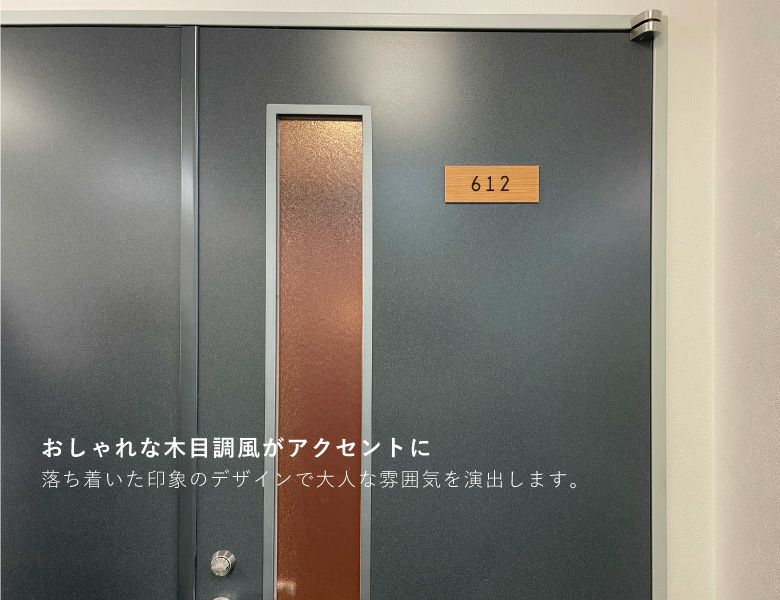 612
おしゃれな木目調風がアクセントに
落ち着いた印象のデザインで大人な雰囲気を演出します。